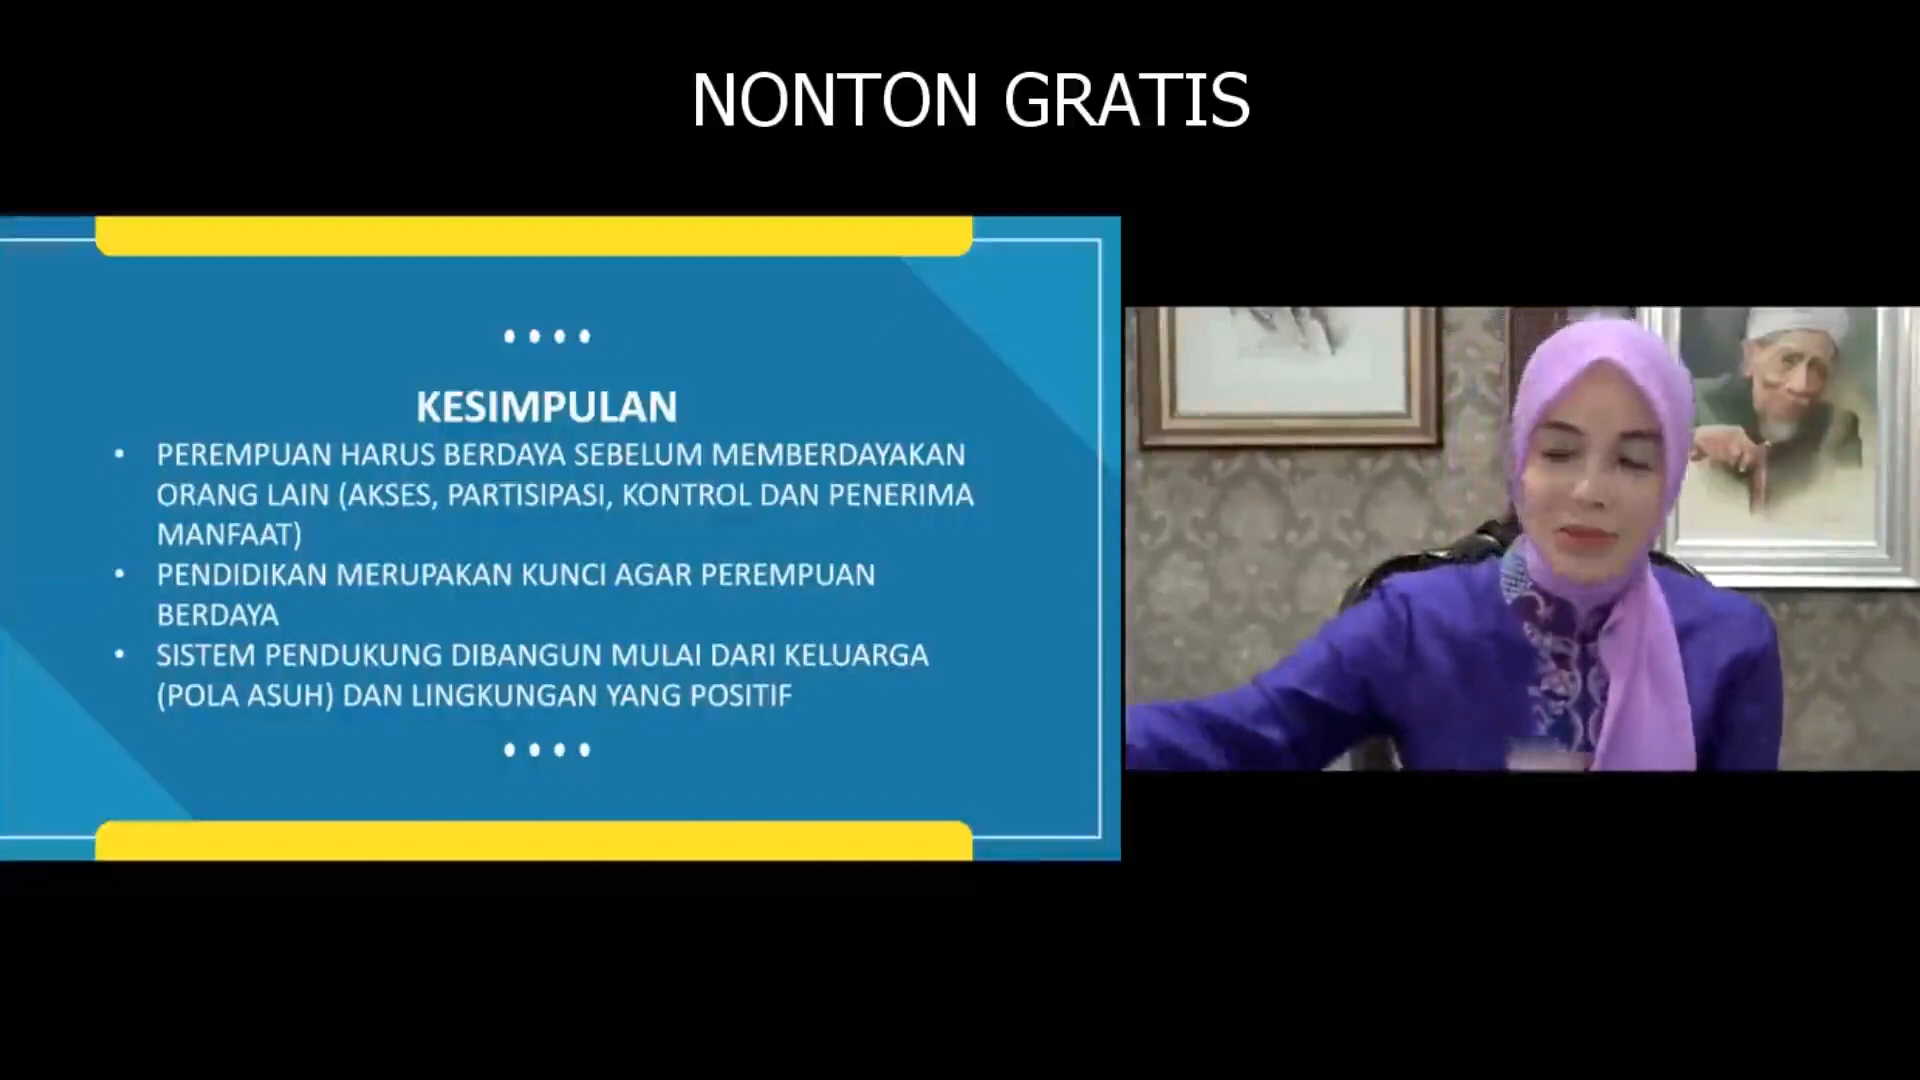 NONTON GRATIS
KESIMPULAN
• PEREMPUAN HARUS BERDAYA SEBELUM MEMBERDAYAKAN
ORANG LAIN (AKSES, PARTISIPASI, KONTROL DAN PENERIMA
MANFAAT)
• PENDIDIKAN MERUPAKAN KUNCI AGAR PEREMPUAN
BERDAYA
• SISTEM PENDUKUNG DIBANGUN MULAI DARI KELUARGA
(POLA ASUH) DAN LINGKUNGAN YANG POSITIF